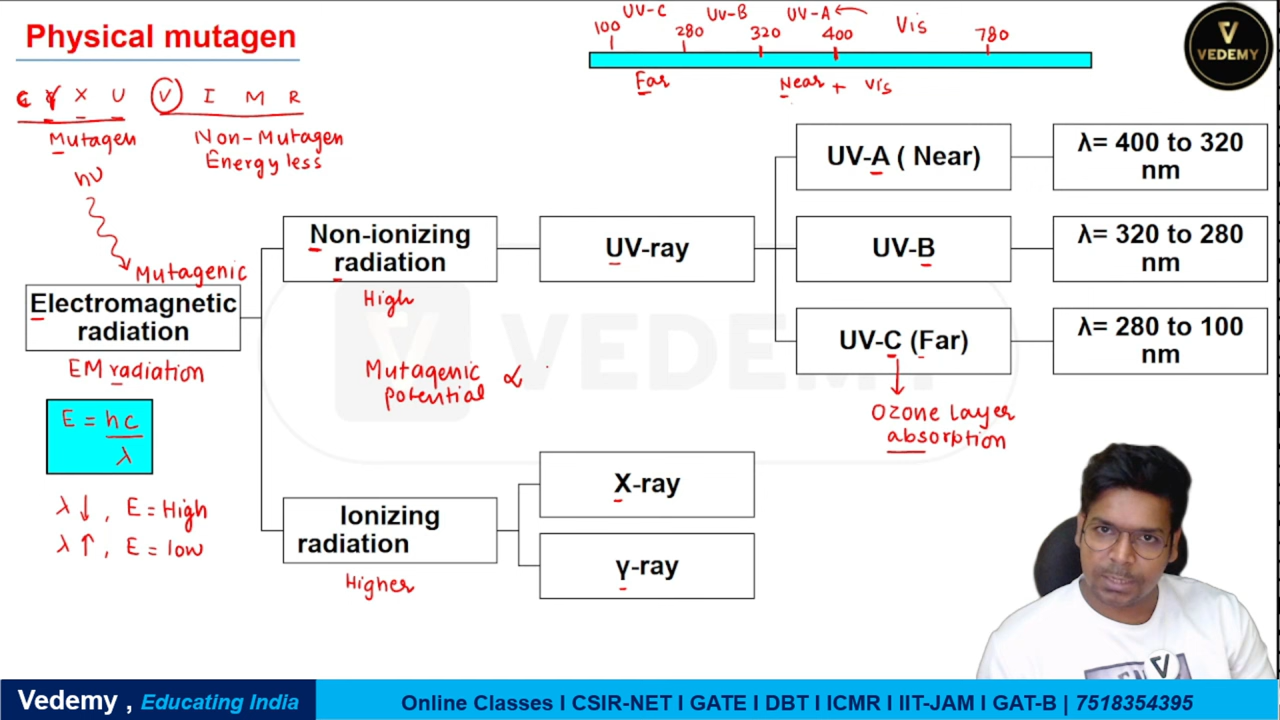 Physical mutagen
UV-C UV-B UV-A Vis
100 280 320 400 780
Far Near + Vis
VEDEMY
γ X U V I M R
Mutagen
Non-Mutagen
Energyless
hυ
Mutagenic
Electromagnetic
radiation
EM radiation
E = hc
λ
λ↓, E = High
λ↑, E = low
Non-ionizing
radiation
High
Mutagenic
potential ∝
Ionizing
radiation
Higher
UV-ray
X-ray
γ-ray
UV-A ( Near)
λ= 400 to 320
nm
UV-B
λ= 320 to 280
nm
UV-C (Far)
λ= 280 to 100
nm
Ozone layer
absorption
VEDEMY
Vedemy , Educating India
Online Classes I CSIR-NET I GATE I DBT I ICMR I IIT-JAM I GAT-B | 7518354395